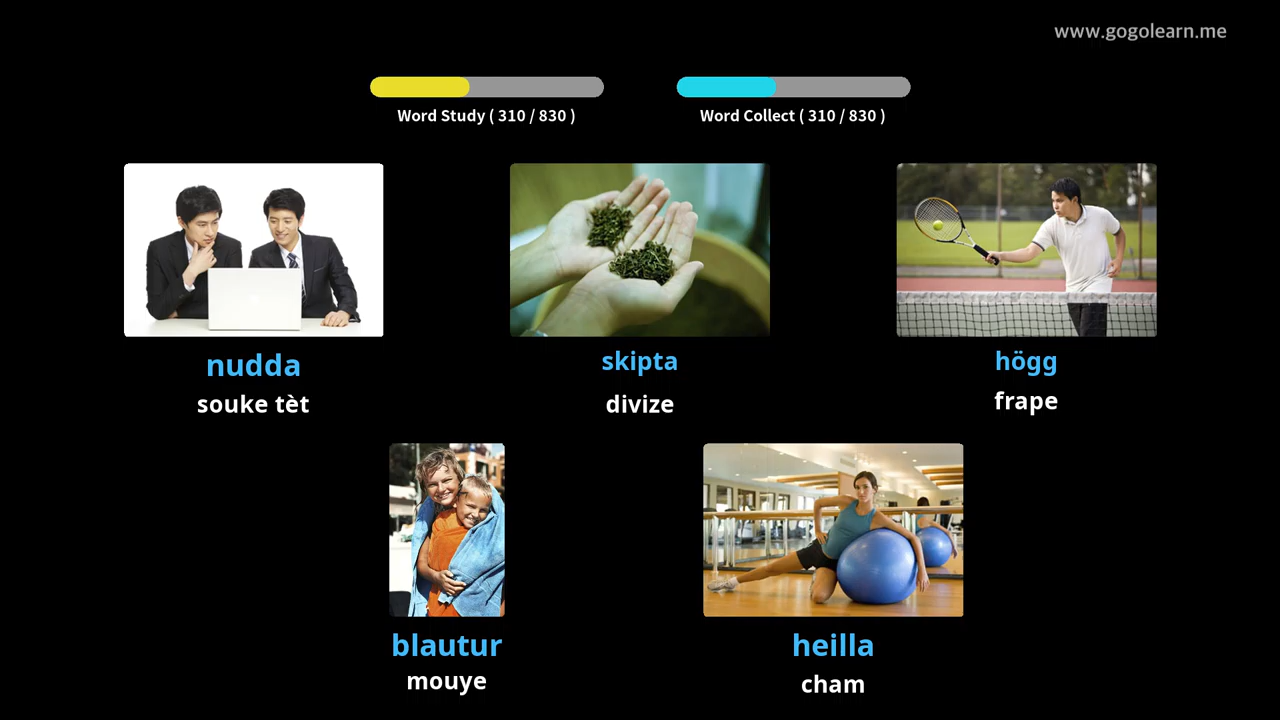 www.gogolearn.me
Word Study ( 310 / 830 )
Word Collect ( 310 / 830 )
nudda
souke tèt
skipta
divize
högg
frape
blautur
mouye
heilla
cham